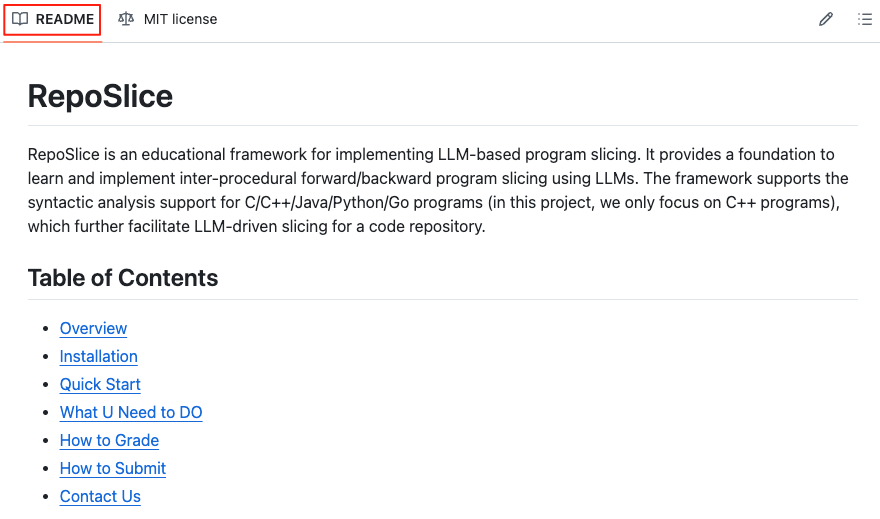 README MIT license
RepoSlice
RepoSlice is an educational framework for implementing LLM-based program slicing. It provides a foundation to
learn and implement inter-procedural forward/backward program slicing using LLMs. The framework supports the
syntactic analysis support for C/C++/Java/Python/Go programs (in this project, we only focus on C++ programs),
which further facilitate LLM-driven slicing for a code repository.
Table of Contents
Overview
Installation
Quick Start
What U Need to DO
How to Grade
How to Submit
Contact Us